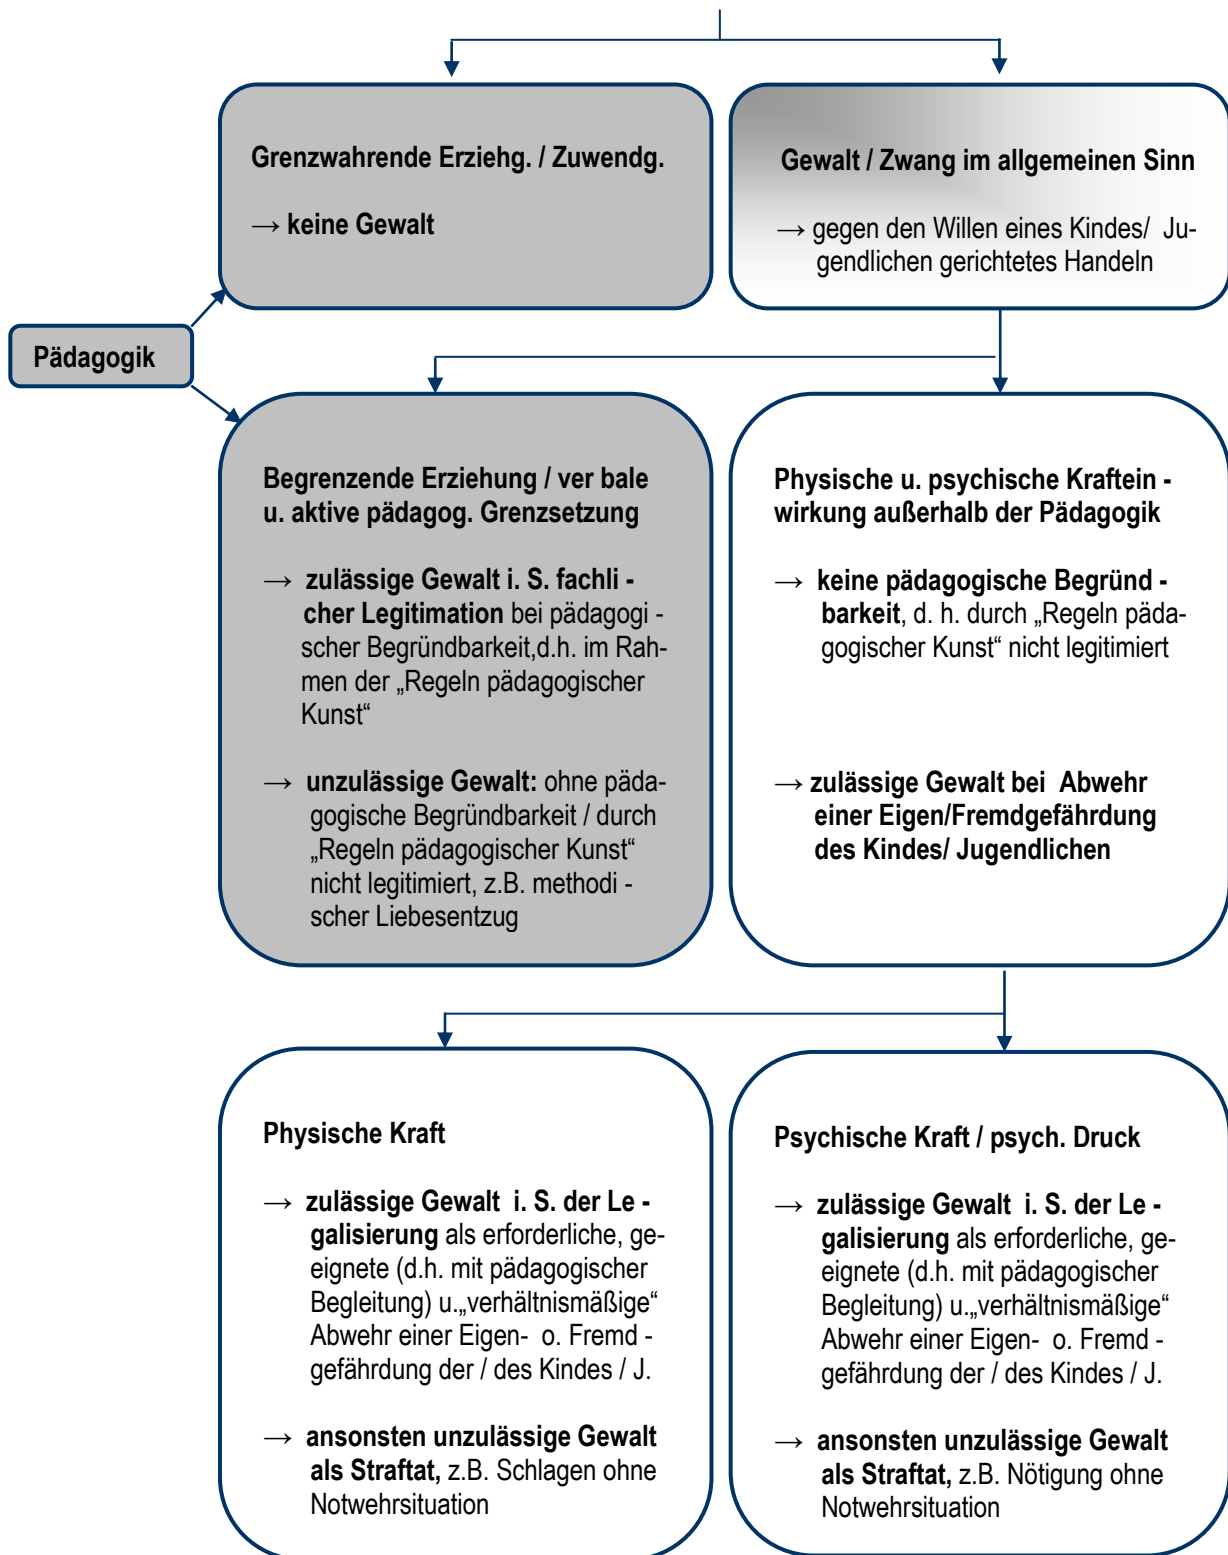 Grenzwahrende Erziehg. / Zuwendg.
→ keine Gewalt
Gewalt / Zwang im allgemeinen Sinn
→ gegen den Willen eines Kindes/ Ju-
gendlichen gerichtetes Handeln
Pädagogik
Begrenzende Erziehung / ver bale
u. aktive pädagog. Grenzsetzung
→ zulässige Gewalt i. S. fachli -
cher Legitimation bei pädagogi -
scher Begründbarkeit,d.h. im Rah-
men der „Regeln pädagogischer
Kunst“
→ unzulässige Gewalt: ohne päda-
gogische Begründbarkeit / durch
„Regeln pädagogischer Kunst“
nicht legitimiert, z.B. methodi -
scher Liebesentzug
Physische u. psychische Kraftein -
wirkung außerhalb der Pädagogik
→ keine pädagogische Begründ -
barkeit, d. h. durch „Regeln päda-
gogischer Kunst“ nicht legitimiert
→ zulässige Gewalt bei Abwehr
einer Eigen/Fremdgefährdung
des Kindes/ Jugendlichen
Physische Kraft
→ zulässige Gewalt i. S. der Le -
galisierung als erforderliche, ge-
eignete (d.h. mit pädagogischer
Begleitung) u.„verhältnismäßige“
Abwehr einer Eigen- o. Fremd -
gefährdung der / des Kindes / J.
→ ansonsten unzulässige Gewalt
als Straftat, z.B. Schlagen ohne
Notwehrsituation
Psychische Kraft / psych. Druck
→ zulässige Gewalt i. S. der Le -
galisierung als erforderliche, ge-
eignete (d.h. mit pädagogischer
Begleitung) u.„verhältnismäßige“
Abwehr einer Eigen- o. Fremd -
gefährdung der / des Kindes / J.
→ ansonsten unzulässige Gewalt
als Straftat, z.B. Nötigung ohne
Notwehrsituation